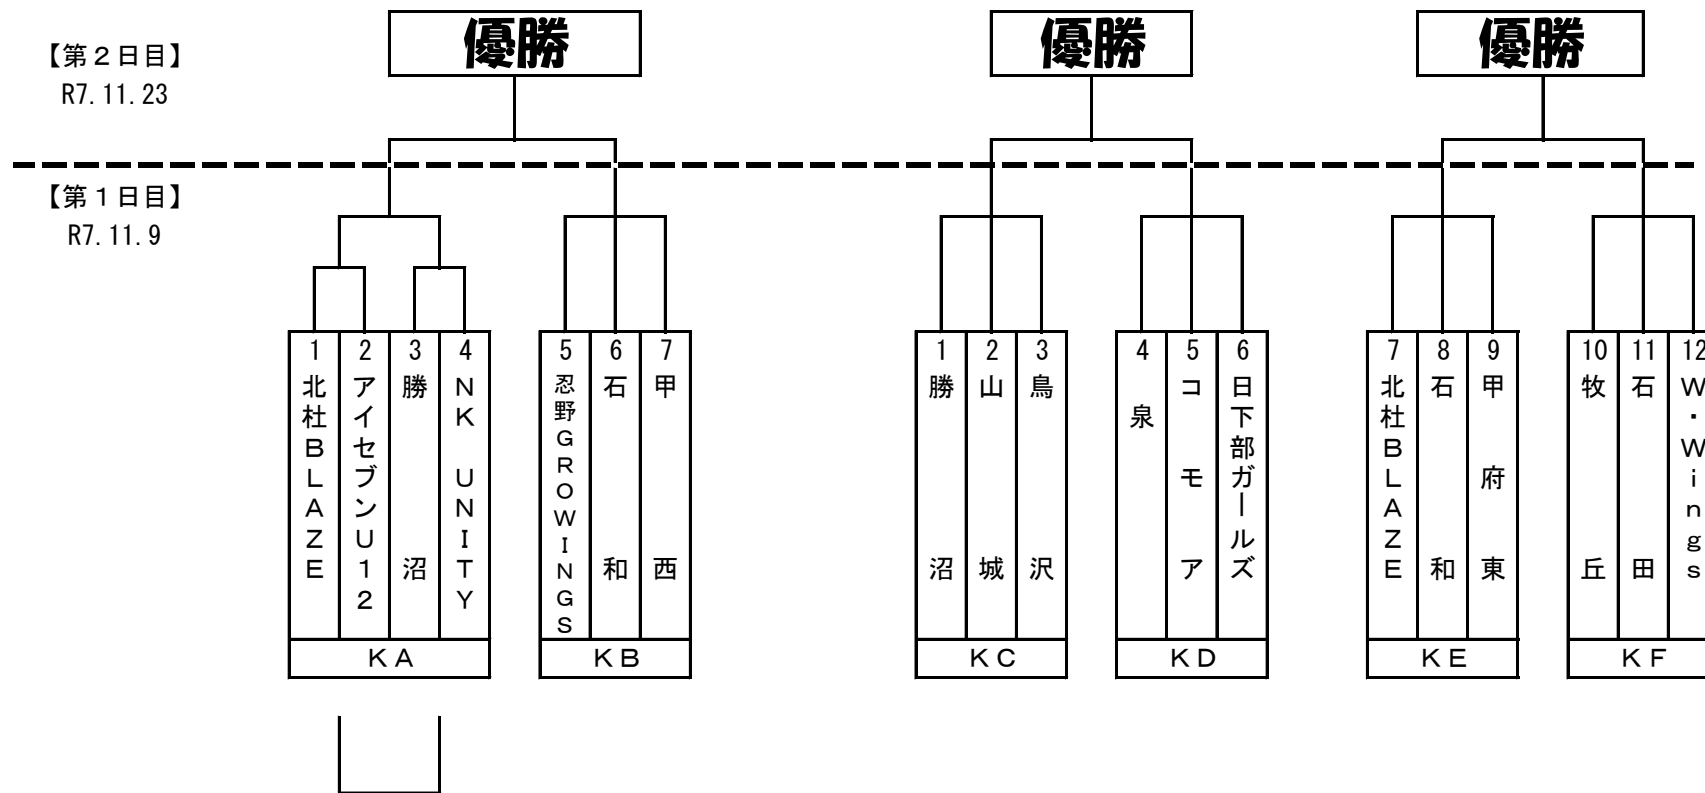 優勝 優勝 優勝
【第2日目】
R7.11.23
【第1日目】
R7.11.9
1 2 3 4 5 6 7 1 2 3 4 5 6 7 8 9 10 11 12
北杜BLAZE
アイセブンU12
勝沼
NK UNITY
忍野GROWINGS
石和
甲西
勝沼
山城
鳥沢
泉
コモア
日下部ガールズ
北杜BLAZE
石和
甲府東
牧丘
石田
W・Wings
KA KB KC KD KE KF